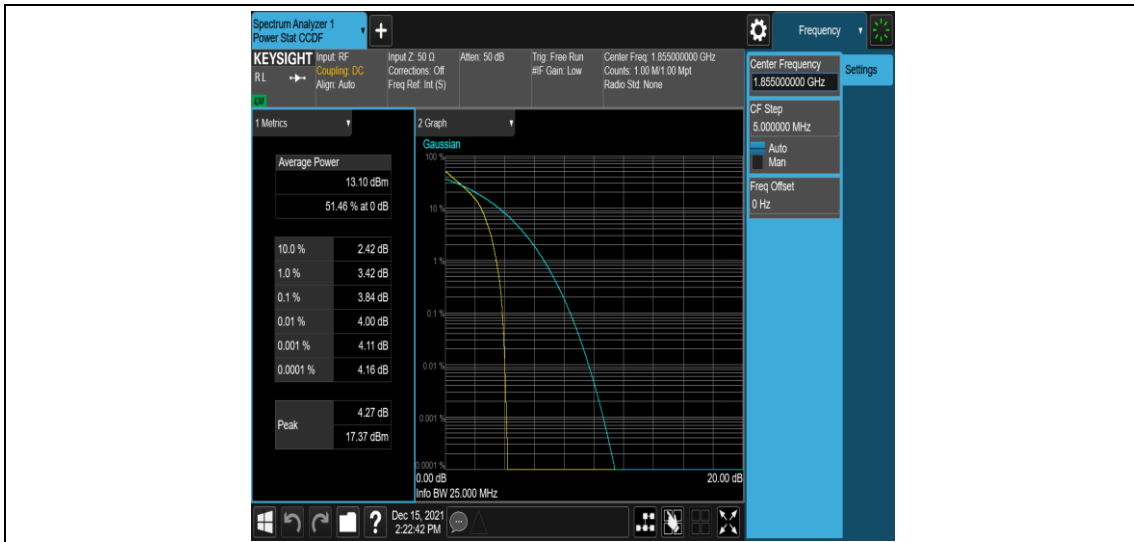 Spectrum Analyzer 1
Power Stat CCDF
+
Frequency
KEYSIGHT
RL
LXI
Input: RF
Coupling: DC
Align: Auto
Input Z: 50 Ω
Corrections: Off
Freq Ref: Int (S)
Atten: 50 dB
Trig: Free Run
#IF Gain: Low
Center Freq: 1.855000000 GHz
Counts: 1.00 M/1.00 Mpt
Radio Std: None
Center Frequency
1.855000000 GHz
Settings
CF Step
5.000000 MHz
Auto
Man
Freq Offset
0 Hz
1 Metrics
Average Power
13.10 dBm
51.46 % at 0 dB
10.0 % 2.42 dB
1.0 % 3.42 dB
0.1 % 3.84 dB
0.01 % 4.00 dB
0.001 % 4.11 dB
0.0001 % 4.16 dB
Peak
4.27 dB
17.37 dBm
2 Graph
Gaussian
100 %
10 %
1 %
0.1 %
0.01 %
0.001 %
0.0001 %
0.00 dB 20.00 dB
Info BW 25.000 MHz
?
Dec 15, 2021
2:22:42 PM